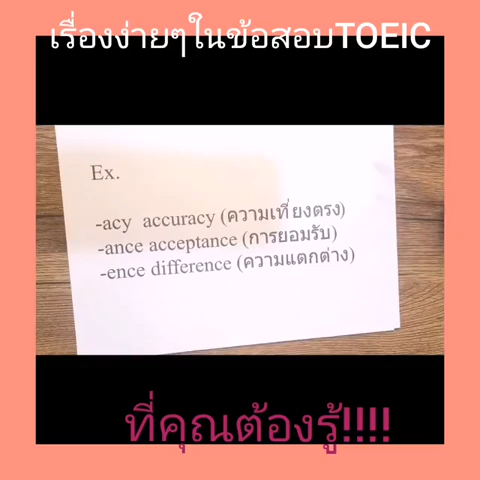 เรื่องง่ายๆในข้อสอบTOEIC
Ex.
-acy accuracy (ความเที่ยงตรง)
-ance acceptance (การยอมรับ)
-ence difference (ความแตกต่าง)
ที่คุณต้องรู้!!!!